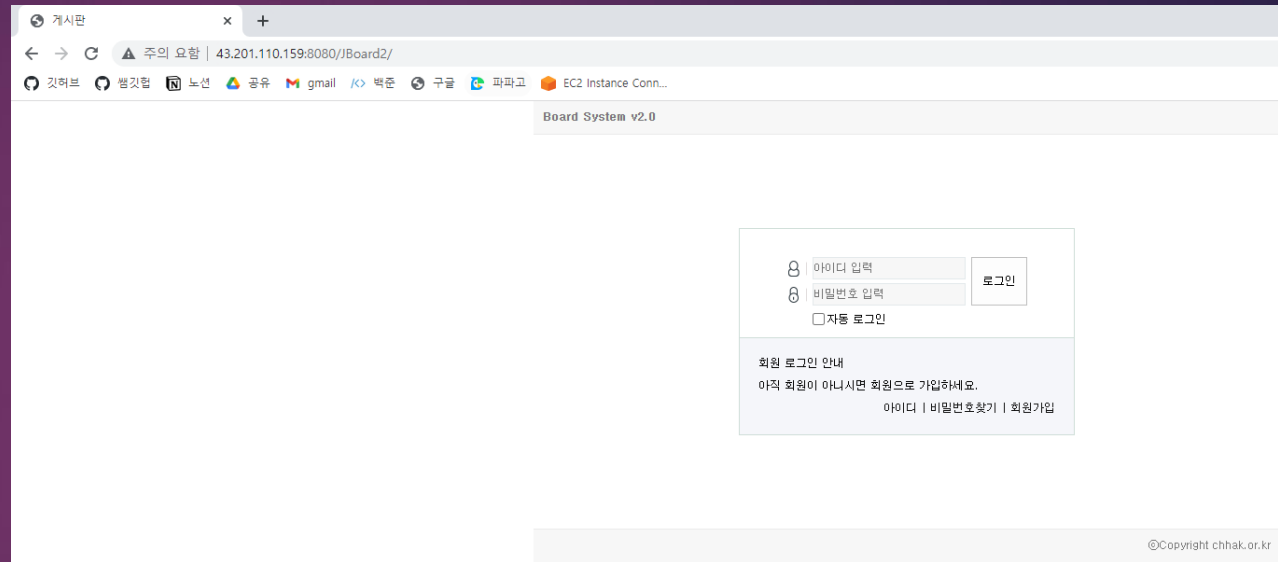 게시판
주의 요함 43.201.110.159:8080/JBoard2/
깃허브 쌤깃헙 노션 공유 gmail 백준 구글 파파고 EC2 Instance Conn...
Board System v2.0
아이디 입력
비밀번호 입력
로그인
자동 로그인
회원 로그인 안내
아직 회원이 아니시면 회원으로 가입하세요.
아이디 | 비밀번호찾기 | 회원가입
ⓒCopyright chhak.or.kr